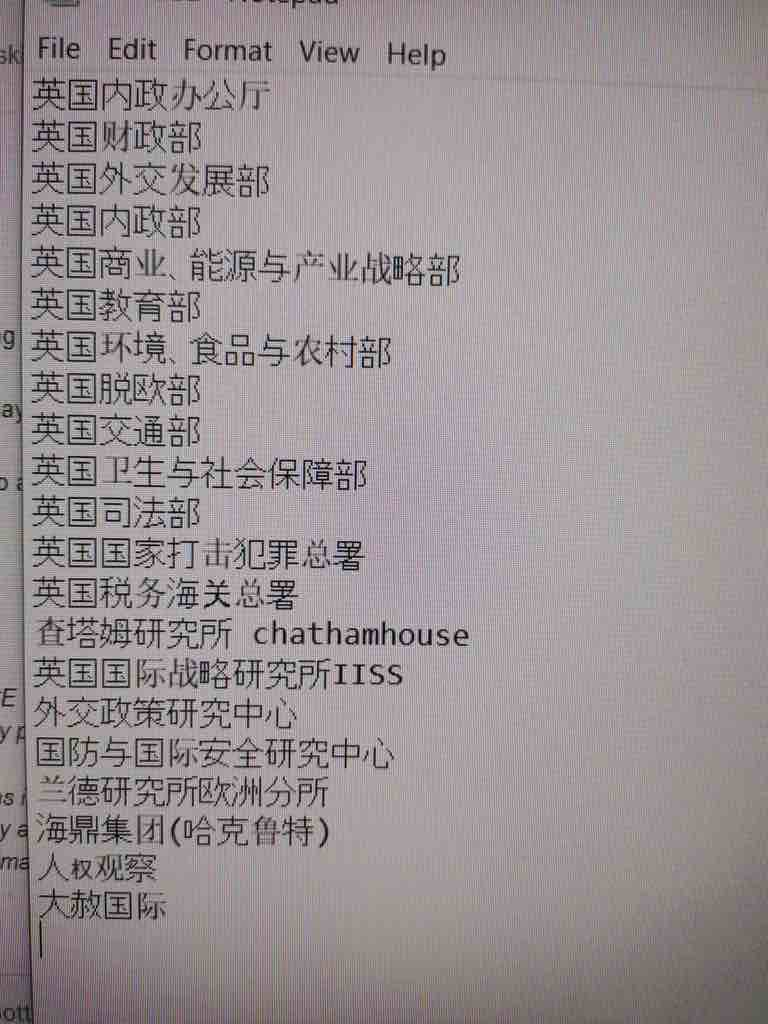 File Edit Format View Help
英国内政办公厅
英国财政部
英国外交发展部
英国内政部
英国商业、能源与产业战略部
英国教育部
英国环境、食品与农村部
英国脱欧部
英国交通部
英国卫生与社会保障部
英国司法部
英国国家打击犯罪总署
英国税务海关总署
查塔姆研究所 chathamhouse
英国国际战略研究所IISS
外交政策研究中心
国防与国际安全研究中心
兰德研究所欧洲分所
海鼎集团(哈克鲁特)
人权观察
大赦国际